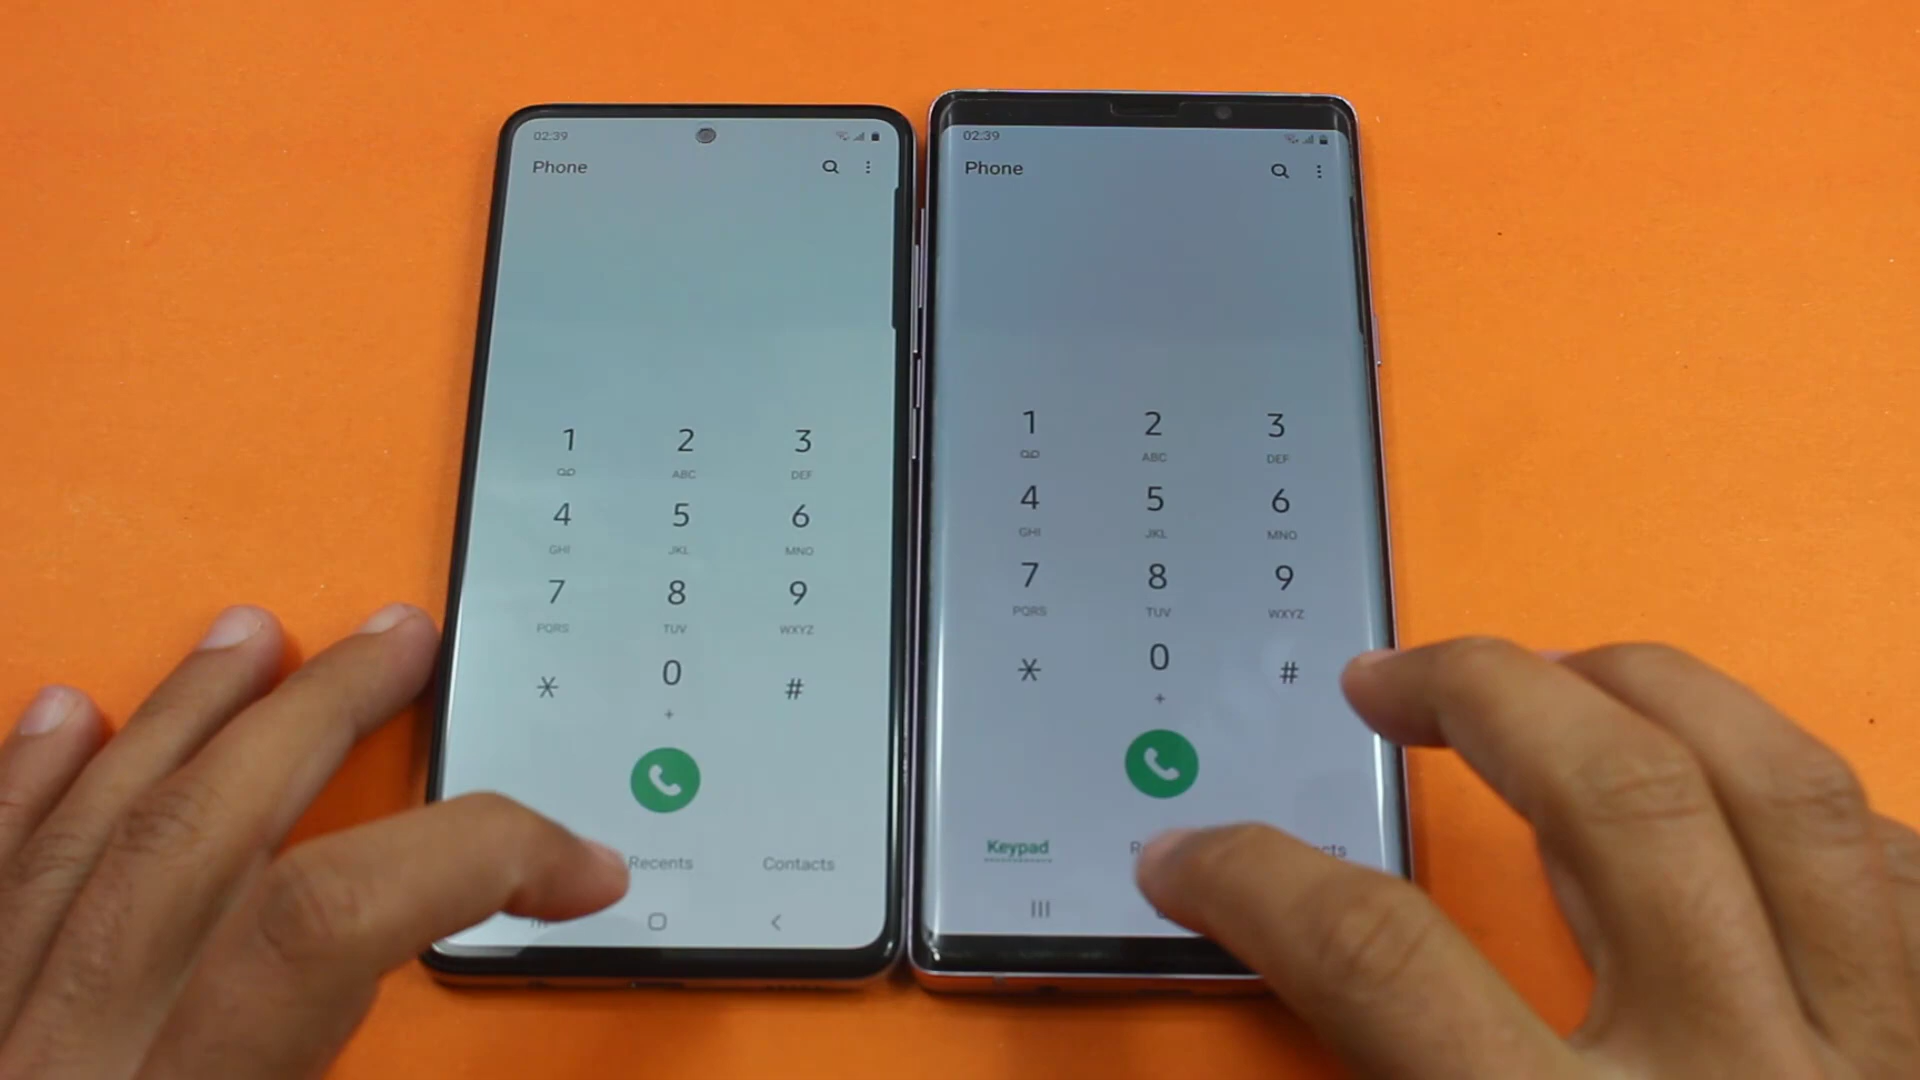 02:39
Phone
1 2 3
ABC DEF
4 5 6
GHI JKL MNO
7 8 9
PQRS TUV WXYZ
* 0 #
+
Recents Contacts
02:39
Phone
1 2 3
ABC DEF
4 5 6
GHI JKL MNO
7 8 9
PQRS TUV WXYZ
* 0 #
+
Keypad